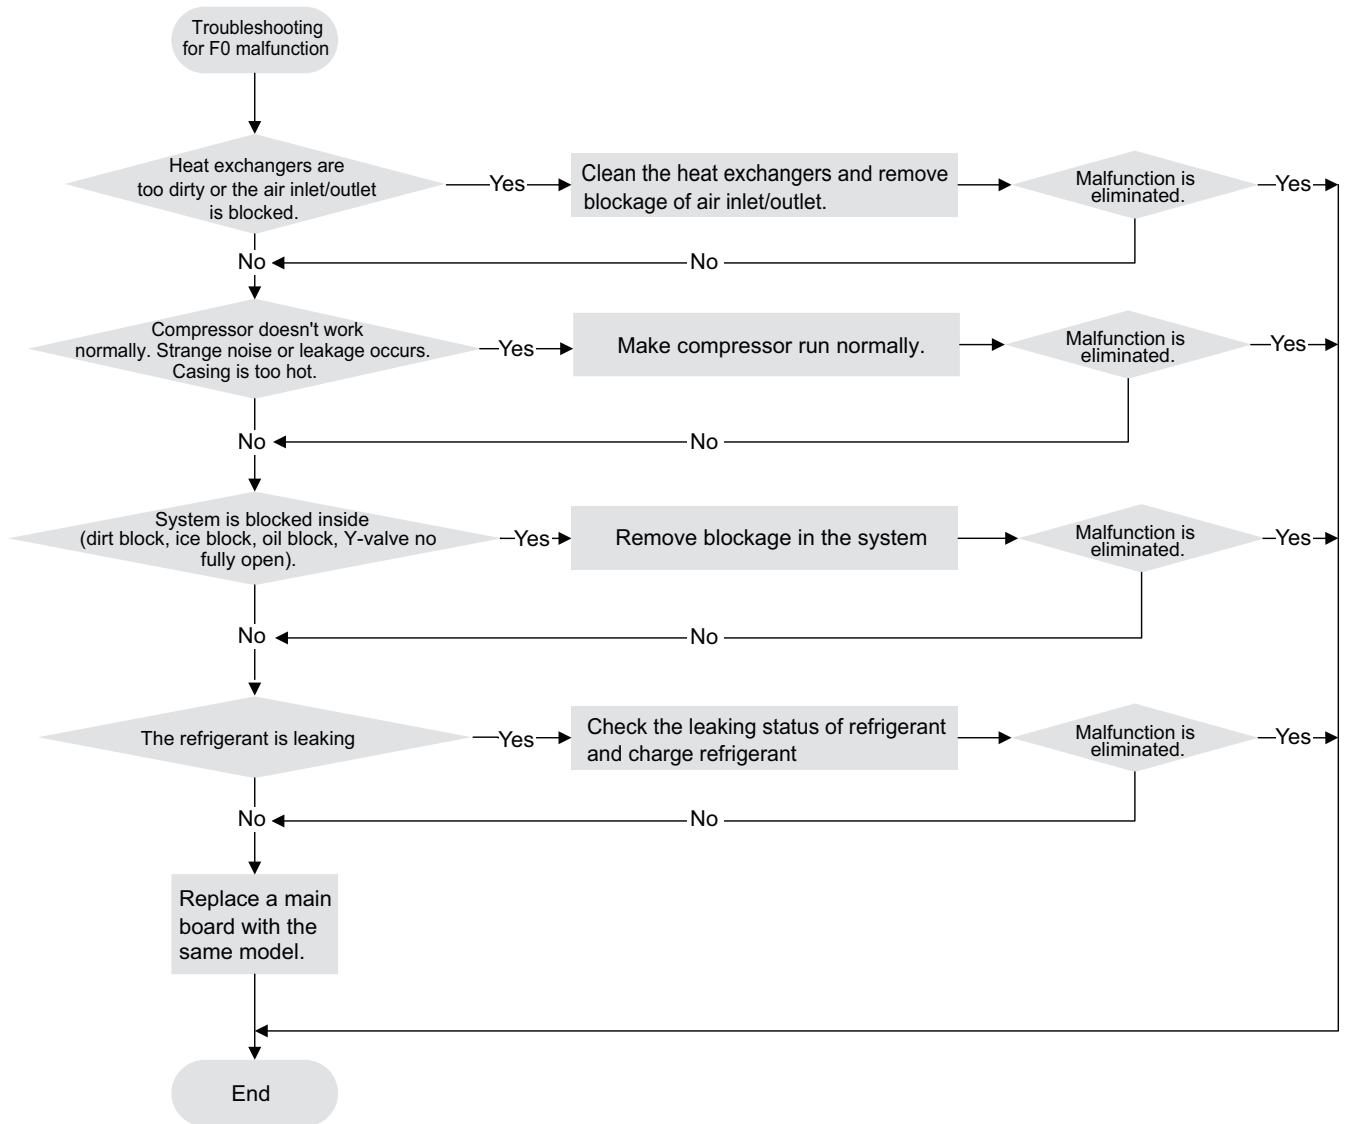 Troubleshooting
for F0 malfunction
Heat exchangers are
too dirty or the air inlet/outlet
is blocked.
Yes
Clean the heat exchangers and remove
blockage of air inlet/outlet.
Malfunction is
eliminated.
Yes
No
No
Compressor doesn't work
normally. Strange noise or leakage occurs.
Casing is too hot.
Yes
Make compressor run normally.
Malfunction is
eliminated.
Yes
No
No
System is blocked inside
(dirt block, ice block, oil block, Y-valve no
fully open).
Yes
Remove blockage in the system
Malfunction is
eliminated.
Yes
No
No
The refrigerant is leaking
Yes
Check the leaking status of refrigerant
and charge refrigerant
Malfunction is
eliminated.
Yes
No
No
Replace a main
board with the
same model.
End